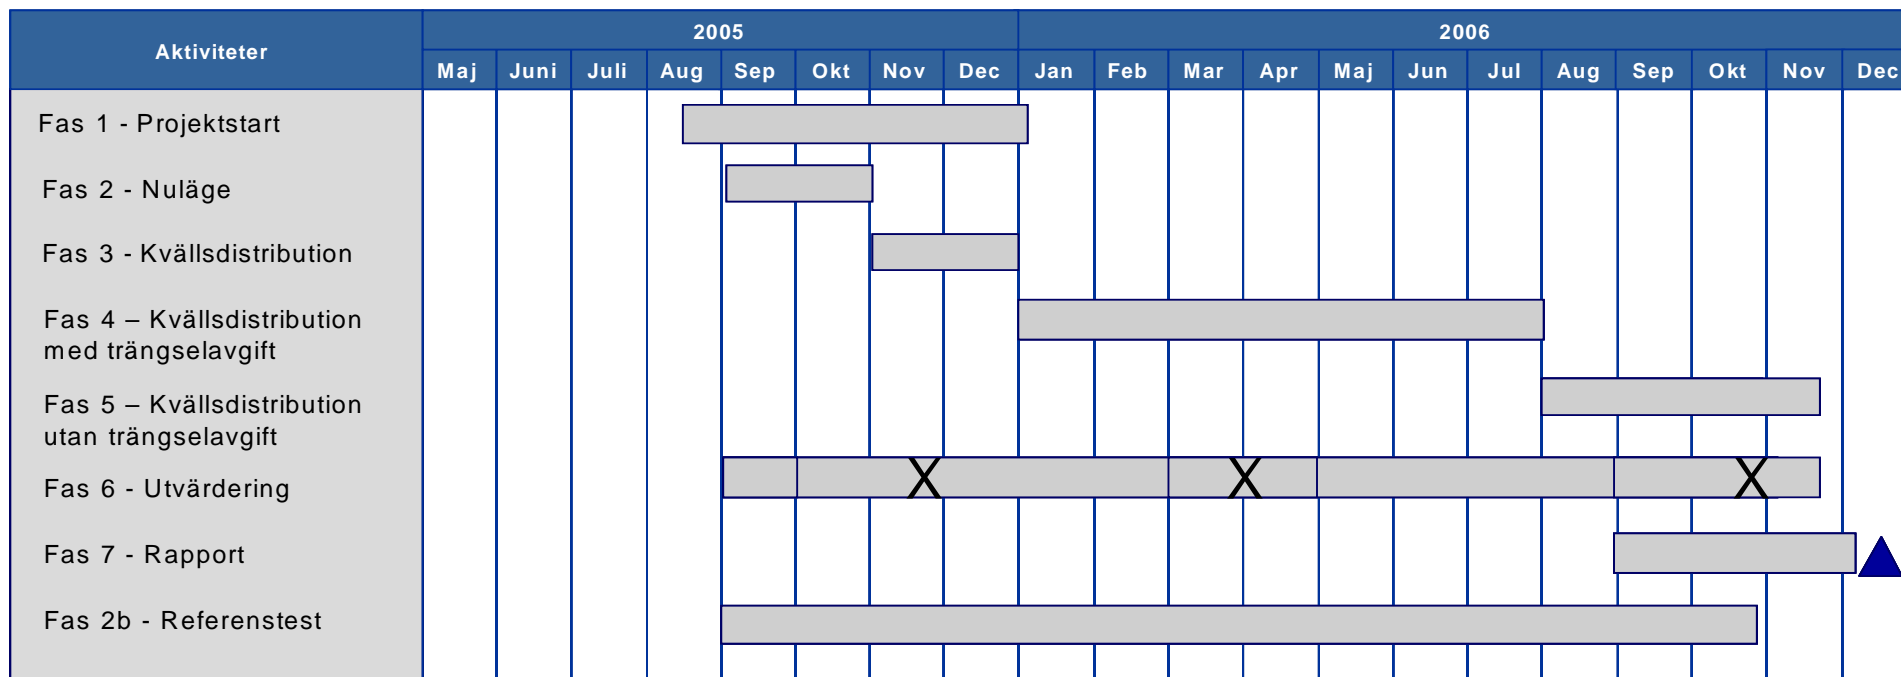 Aktiviteter
2005
2006
Maj Juni Juli Aug Sep Okt Nov Dec Jan Feb Mar Apr Maj Jun Jul Aug Sep Okt Nov Dec
Fas 1 - Projektstart
Fas 2 - Nuläge
Fas 3 - Kvällsdistribution
Fas 4 – Kvällsdistribution
med trängselavgift
Fas 5 – Kvällsdistribution
utan trängselavgift
Fas 6 - Utvärdering
X X X
Fas 7 - Rapport
Fas 2b - Referenstest